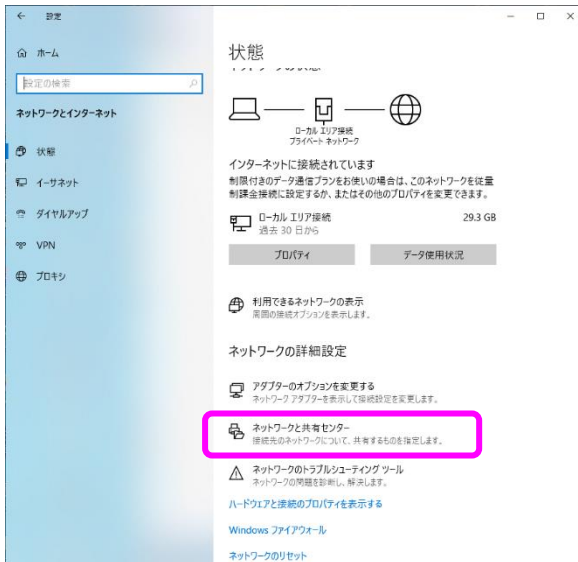 設定
ホーム
設定の検索
ネットワークとインターネット
状態
イーサネット
ダイヤルアップ
VPN
プロキシ
状態
ローカル エリア接続
プライベート ネットワーク
インターネットに接続されています
制限付きのデータ通信プランをお使いの場合は、このネットワークを従量
制課金接続に設定するか、またはその他のプロパティを変更できます。
ローカル エリア接続 29.3 GB
過去 30 日から
プロパティ データ使用状況
利用できるネットワークの表示
周囲の接続オプションを表示します。
ネットワークの詳細設定
アダプターのオプションを変更する
ネットワーク アダプターを表示して接続設定を変更します。
ネットワークと共有センター
接続先のネットワークについて、共有するものを指定します。
ネットワークのトラブルシューティング ツール
ネットワークの問題を診断し、解決します。
ハードウェアと接続のプロパティを表示する
Windows ファイアウォール
ネットワークのリセット